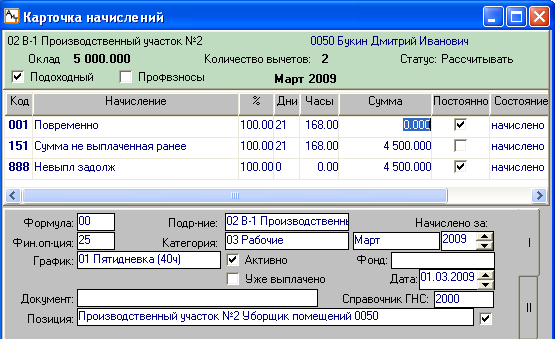 Карточка начислений
02 В-1 Производственный участок №2 0050 Букин Дмитрий Иванович
Оклад 5 000.000 Количество вычетов: 2 Статус: Рассчитывать
Подоходный Профвзносы Март 2009
Код Начисление % Дни Часы Сумма Постоянно Состояние
001 Повременно 100.00 21 168.00 0.000 начислено
151 Сумма не выплаченная ранее 100.00 21 168.00 4 500.000 начислено
888 Невыпл задолж 100.00 0 0.00 4 500.000 начислено
Формула: 00 Подр-ние: 02 В-1 Производственнь Начислено за:
Фин.оп-ция: 25 Категория: 03 Рабочие Март 2009
График: 01 Пятидневка (40ч) Активно Фонд:
Уже выплачено Дата: 01.03.2009
Документ: Справочник ГНС: 2000
Позиция: Производственный участок №2 Уборщик помещений 0050
I
II